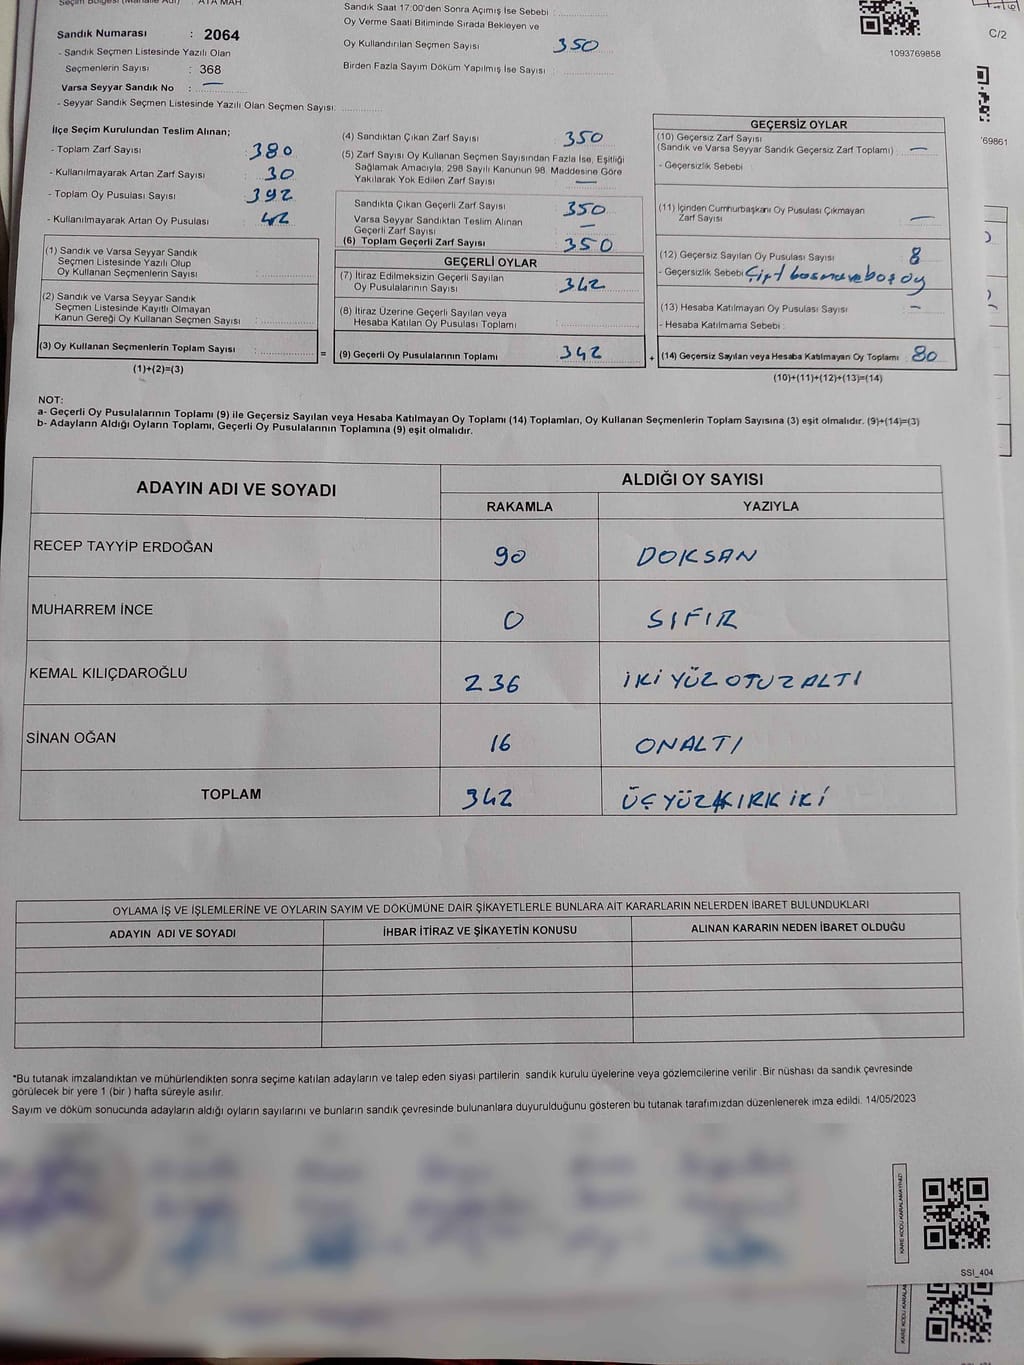 Seçim Bölgesi (Mahalle Adı) : ATA MAH
Sandık Numarası : 2064
- Sandık Seçmen Listesinde Yazılı Olan
Seçmenlerin Sayısı : 368
Varsa Seyyar Sandık No : —
- Seyyar Sandık Seçmen Listesinde Yazılı Olan Seçmen Sayısı:
Sandık Saat 17:00'den Sonra Açımış İse Sebebi :
Oy Verme Saati Bitiminde Sırada Bekleyen ve
Oy Kullandırılan Seçmen Sayısı 350
Birden Fazla Sayım Döküm Yapılmış İse Sayısı :
1093769858
C/2
69861
İlçe Seçim Kurulundan Teslim Alınan;
- Toplam Zarf Sayısı : 380
- Kullanılmayarak Artan Zarf Sayısı : 30
- Toplam Oy Pusulası Sayısı : 392
- Kullanılmayarak Artan Oy Pusulası : 42
(1) Sandık ve Varsa Seyyar Sandık
Seçmen Listesinde Yazılı Olup
Oy Kullanan Seçmenlerin Sayısı :
(2) Sandık ve Varsa Seyyar Sandık
Seçmen Listesinde Kayıtlı Olmayan
Kanun Gereği Oy Kullanan Seçmen Sayısı :
(3) Oy Kullanan Seçmenlerin Toplam Sayısı : =
(1)+(2)=(3)
(4) Sandıktan Çıkan Zarf Sayısı 350
(5) Zarf Sayısı Oy Kullanan Seçmen Sayısından Fazla İse, Eşitliği
Sağlamak Amacıyla; 298 Sayılı Kanunun 98. Maddesine Göre
Yakılarak Yok Edilen Zarf Sayısı —
Sandıkta Çıkan Geçerli Zarf Sayısı 350
Varsa Seyyar Sandıktan Teslim Alınan
Geçerli Zarf Sayısı —
(6) Toplam Geçerli Zarf Sayısı 350
GEÇERLİ OYLAR
(7) İtiraz Edilmeksizin Geçerli Sayılan
Oy Pusulalarının Sayısı 342
(8) İtiraz Üzerine Geçerli Sayılan veya
Hesaba Katılan Oy Pusulası Toplamı
(9) Geçerli Oy Pusulalarının Toplamı 342 +
GEÇERSİZ OYLAR
(10) Geçersiz Zarf Sayısı
(Sandık ve Varsa Seyyar Sandık Geçersiz Zarf Toplamı) : —
- Geçersizlik Sebebi :
(11) İçinden Cumhurbaşkanı Oy Pusulası Çıkmayan
Zarf Sayısı —
(12) Geçersiz Sayılan Oy Pusulası Sayısı 8
- Geçersizlik Sebebi Çift basma ve boş oy
(13) Hesaba Katılmayan Oy Pusulası Sayısı —
- Hesaba Katılmama Sebebi :
(14) Geçersiz Sayılan veya Hesaba Katılmayan Oy Toplamı 80
(10)+(11)+(12)+(13)=(14)
NOT:
a- Geçerli Oy Pusulalarının Toplamı (9) ile Geçersiz Sayılan veya Hesaba Katılmayan Oy Toplamı (14) Toplamları, Oy Kullanan Seçmenlerin Toplam Sayısına (3) eşit olmalıdır. (9)+(14)=(3)
b- Adayların Aldığı Oyların Toplamı, Geçerli Oy Pusulalarının Toplamına (9) eşit olmalıdır.
ADAYIN ADI VE SOYADI
ALDIĞI OY SAYISI
RAKAMLA YAZIYLA
RECEP TAYYİP ERDOĞAN 90 DOKSAN
MUHARREM İNCE 0 SIFIR
KEMAL KILIÇDAROĞLU 236 İKİ YÜZ OTUZ ALTI
SİNAN OĞAN 16 ONALTI
TOPLAM 342 ÜÇ YÜZ KIRK İKİ
OYLAMA İŞ VE İŞLEMLERİNE VE OYLARIN SAYIM VE DÖKÜMÜNE DAİR ŞİKAYETLERLE BUNLARA AİT KARARLARIN NELERDEN İBARET BULUNDUKLARI
ADAYIN ADI VE SOYADI İHBAR İTİRAZ VE ŞİKAYETİN KONUSU ALINAN KARARIN NEDEN İBARET OLDUĞU
*Bu tutanak imzalandıktan ve mühürlendikten sonra seçime katılan adayların ve talep eden siyasi partilerin sandık kurulu üyelerine veya gözlemcilerine verilir .Bir nüshası da sandık çevresinde
görülecek bir yere 1 (bir ) hafta süreyle asılır.
Sayım ve döküm sonucunda adayların aldığı oyların sayılarını ve bunların sandık çevresinde bulunanlara duyurulduğunu gösteren bu tutanak tarafımızdan düzenlenerek imza edildi. 14/05/2023
KARE KODU KARALAMAYINIZ!
SSI_404
KARE KODU KARALA